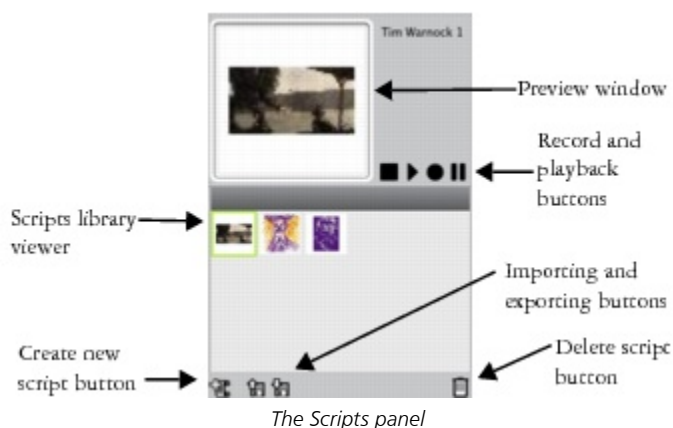 Tim Warnock 1
Preview window
Record and
playback
buttons
Scripts library
viewer
Importing and
exporting buttons
Create new
script button
Delete script
button
The Scripts panel